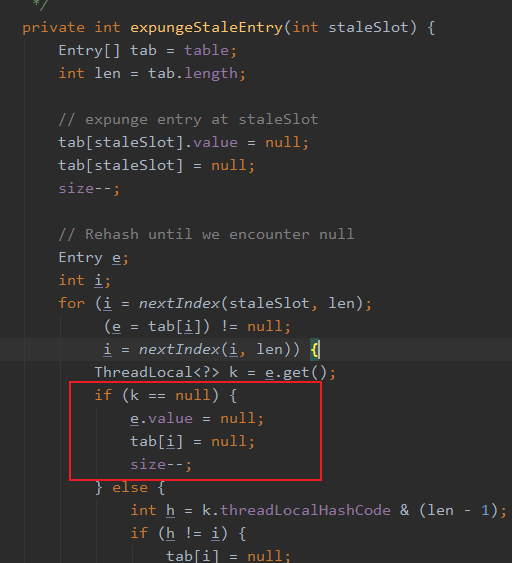 */
private int expungeStaleEntry(int staleSlot) {
Entry[] tab = table;
int len = tab.length;
// expunge entry at staleSlot
tab[staleSlot].value = null;
tab[staleSlot] = null;
size--;
// Rehash until we encounter null
Entry e;
int i;
for (i = nextIndex(staleSlot, len);
(e = tab[i]) != null;
i = nextIndex(i, len)) {
ThreadLocal<?> k = e.get();
if (k == null) {
e.value = null;
tab[i] = null;
size--;
} else {
int h = k.threadLocalHashCode & (len - 1);
if (h != i) {
tab[i] = null;